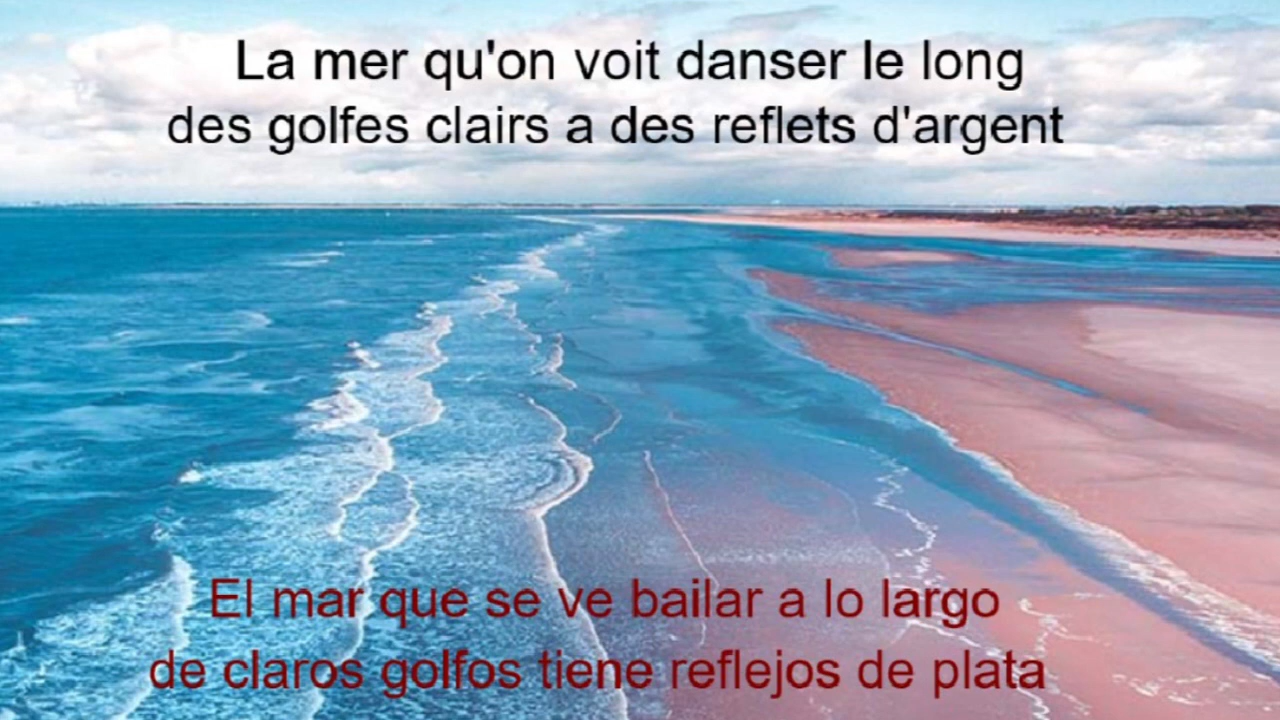 La mer qu'on voit danser le long
des golfes clairs a des reflets d'argent
El mar que se ve bailar a lo largo
de claros golfos tiene reflejos de plata